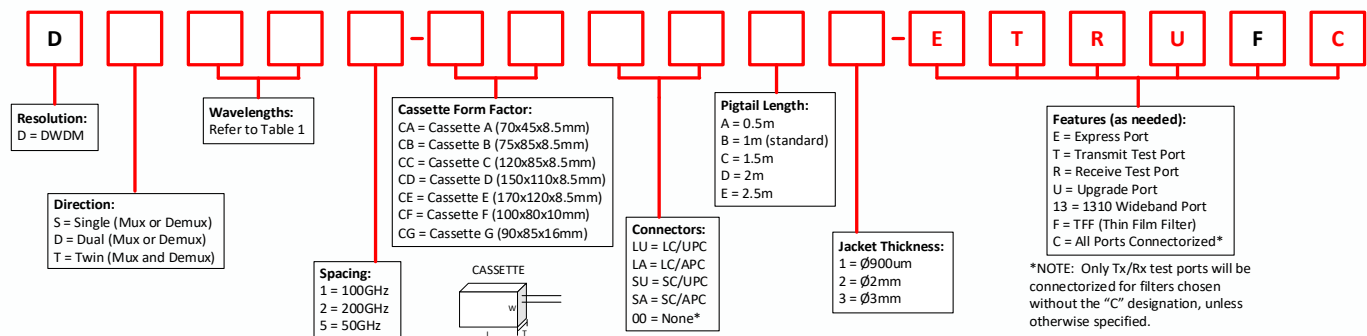 D - - E T R U F C
Resolution:
D = DWDM
Direction:
S = Single (Mux or Demux)
D = Dual (Mux or Demux)
T = Twin (Mux and Demux)
Wavelengths:
Refer to Table 1
Spacing:
1 = 100GHz
2 = 200GHz
5 = 50GHz
Cassette Form Factor:
CA = Cassette A (70x45x8.5mm)
CB = Cassette B (75x85x8.5mm)
CC = Cassette C (120x85x8.5mm)
CD = Cassette D (150x110x8.5mm)
CE = Cassette E (170x120x8.5mm)
CF = Cassette F (100x80x10mm)
CG = Cassette G (90x85x16mm)
CASSETTE
W
L T
Connectors:
LU = LC/UPC
LA = LC/APC
SU = SC/UPC
SA = SC/APC
00 = None*
Pigtail Length:
A = 0.5m
B = 1m (standard)
C = 1.5m
D = 2m
E = 2.5m
Jacket Thickness:
1 = Ø900um
2 = Ø2mm
3 = Ø3mm
Features (as needed):
E = Express Port
T = Transmit Test Port
R = Receive Test Port
U = Upgrade Port
13 = 1310 Wideband Port
F = TFF (Thin Film Filter)
C = All Ports Connectorized*
*NOTE: Only Tx/Rx test ports will be
connectorized for filters chosen
without the “C” designation, unless
otherwise specified.